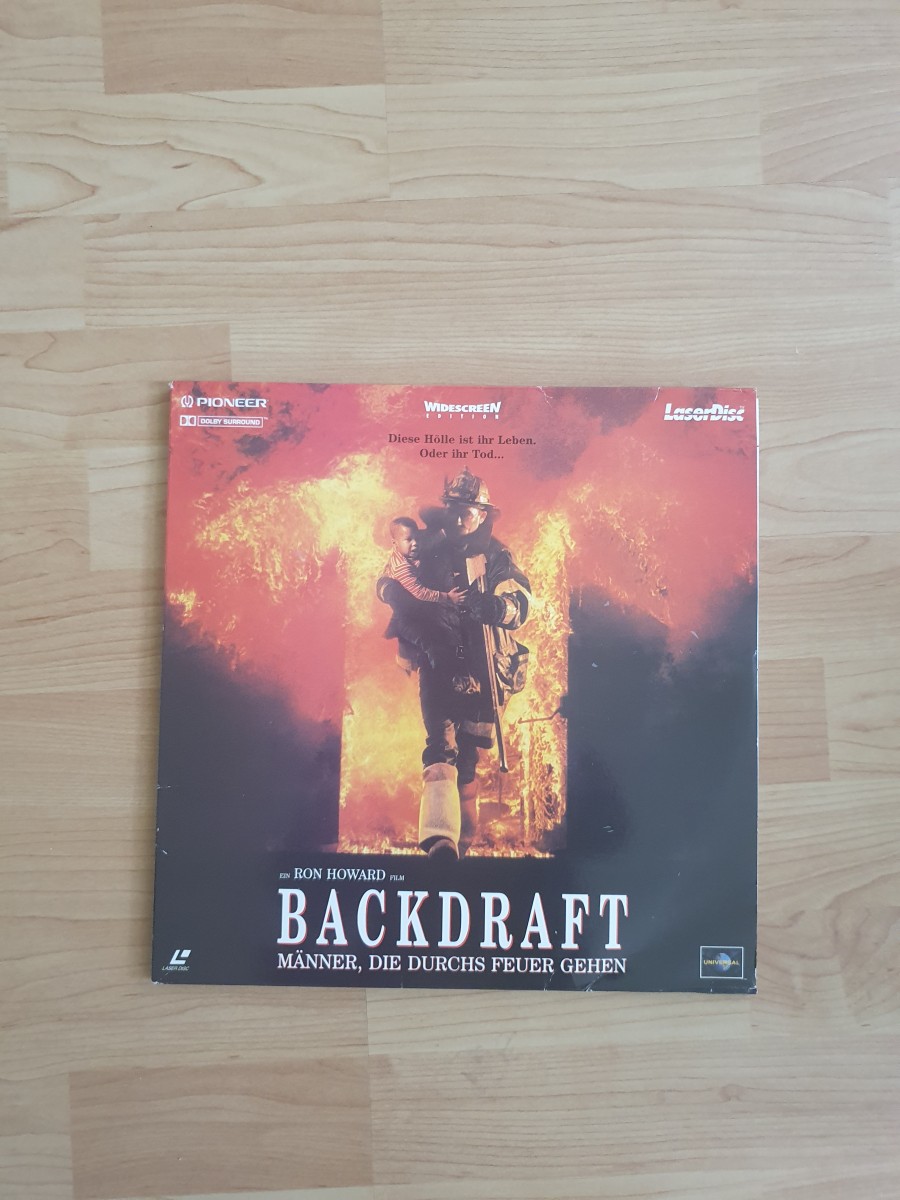 PIONEER
DOLBY SURROUND
WIDESCREEN
EDITION
LaserDisc
Diese Hölle ist ihr Leben.
Oder ihr Tod...
EIN RON HOWARD FILM
BACKDRAFT
MÄNNER, DIE DURCHS FEUER GEHEN
LASER DISC
UNIVERSAL